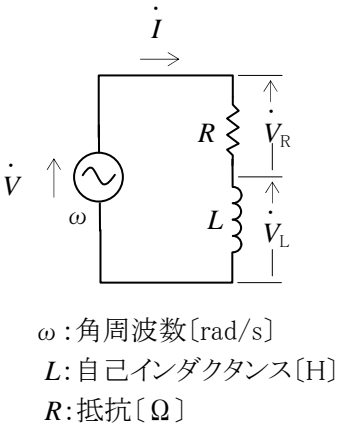 İ
V̇
ω
R
V̇R
L
V̇L
ω:角周波数〔rad/s〕
L:自己インダクタンス〔H〕
R:抵抗〔Ω〕